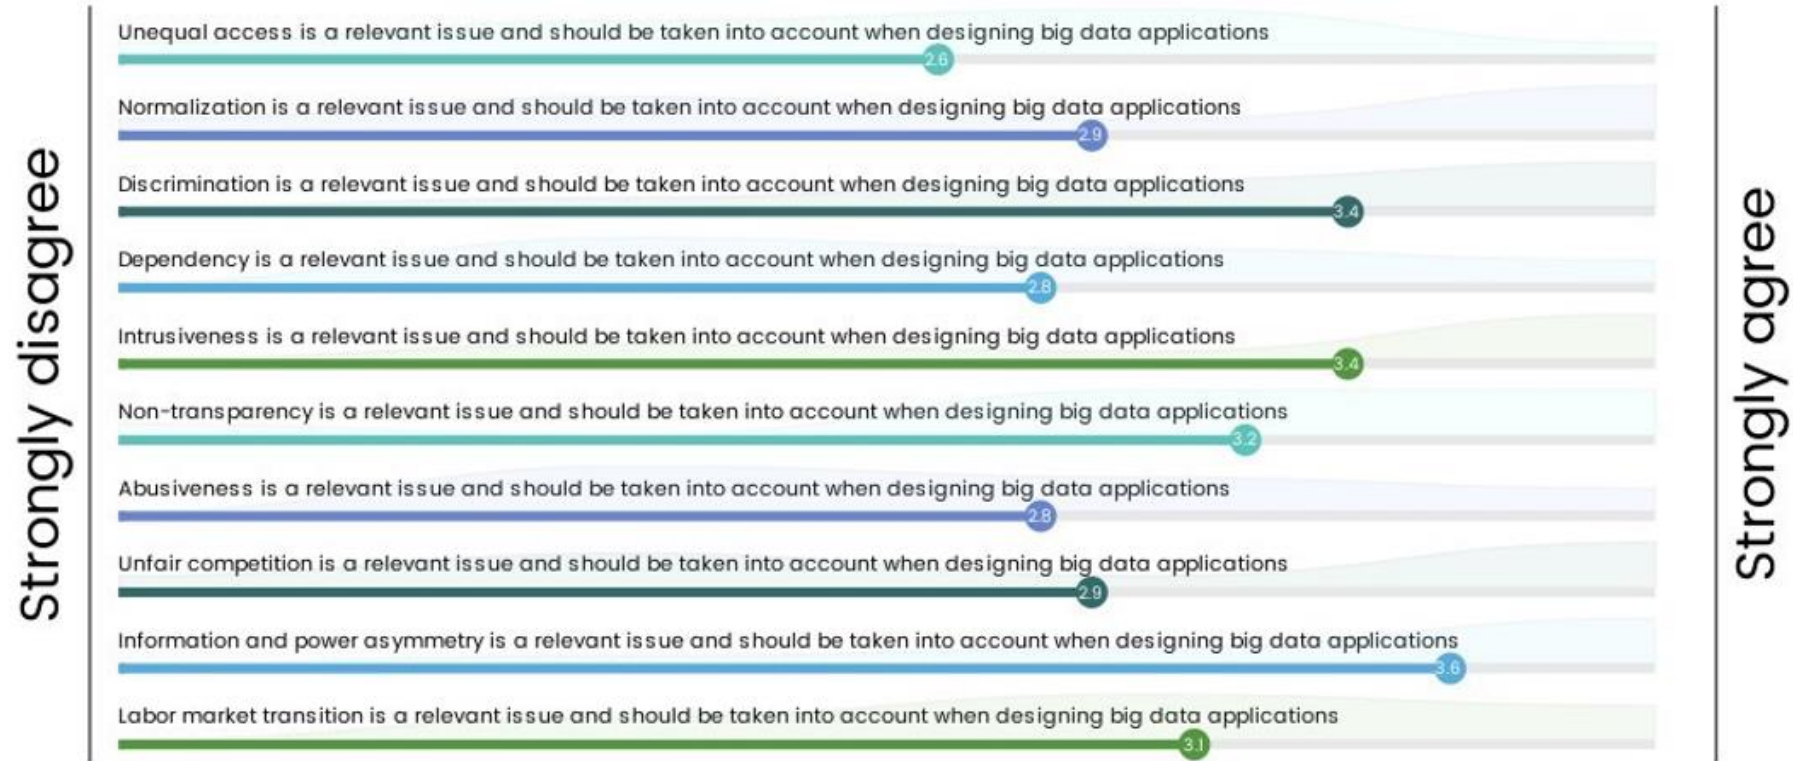 Strongly disagree
Unequal access is a relevant issue and should be taken into account when designing big data applications
2.6
Normalization is a relevant issue and should be taken into account when designing big data applications
2.9
Discrimination is a relevant issue and should be taken into account when designing big data applications
3.4
Dependency is a relevant issue and should be taken into account when designing big data applications
2.8
Intrusiveness is a relevant issue and should be taken into account when designing big data applications
3.4
Non-transparency is a relevant issue and should be taken into account when designing big data applications
3.2
Abusiveness is a relevant issue and should be taken into account when designing big data applications
2.8
Unfair competition is a relevant issue and should be taken into account when designing big data applications
2.9
Information and power asymmetry is a relevant issue and should be taken into account when designing big data applications
3.6
Labor market transition is a relevant issue and should be taken into account when designing big data applications
3.1
Strongly agree